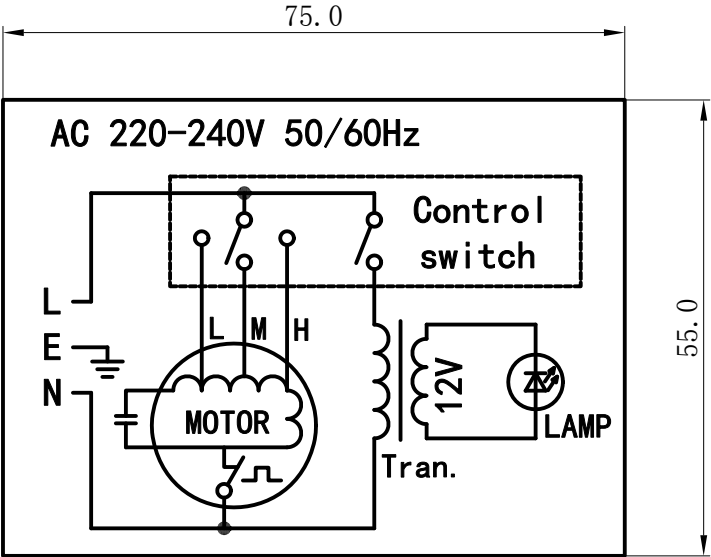 75.0
AC 220-240V 50/60Hz
Control
switch
L
E
N
L M H
MOTOR
12V
LAMP
Tran.
55.0